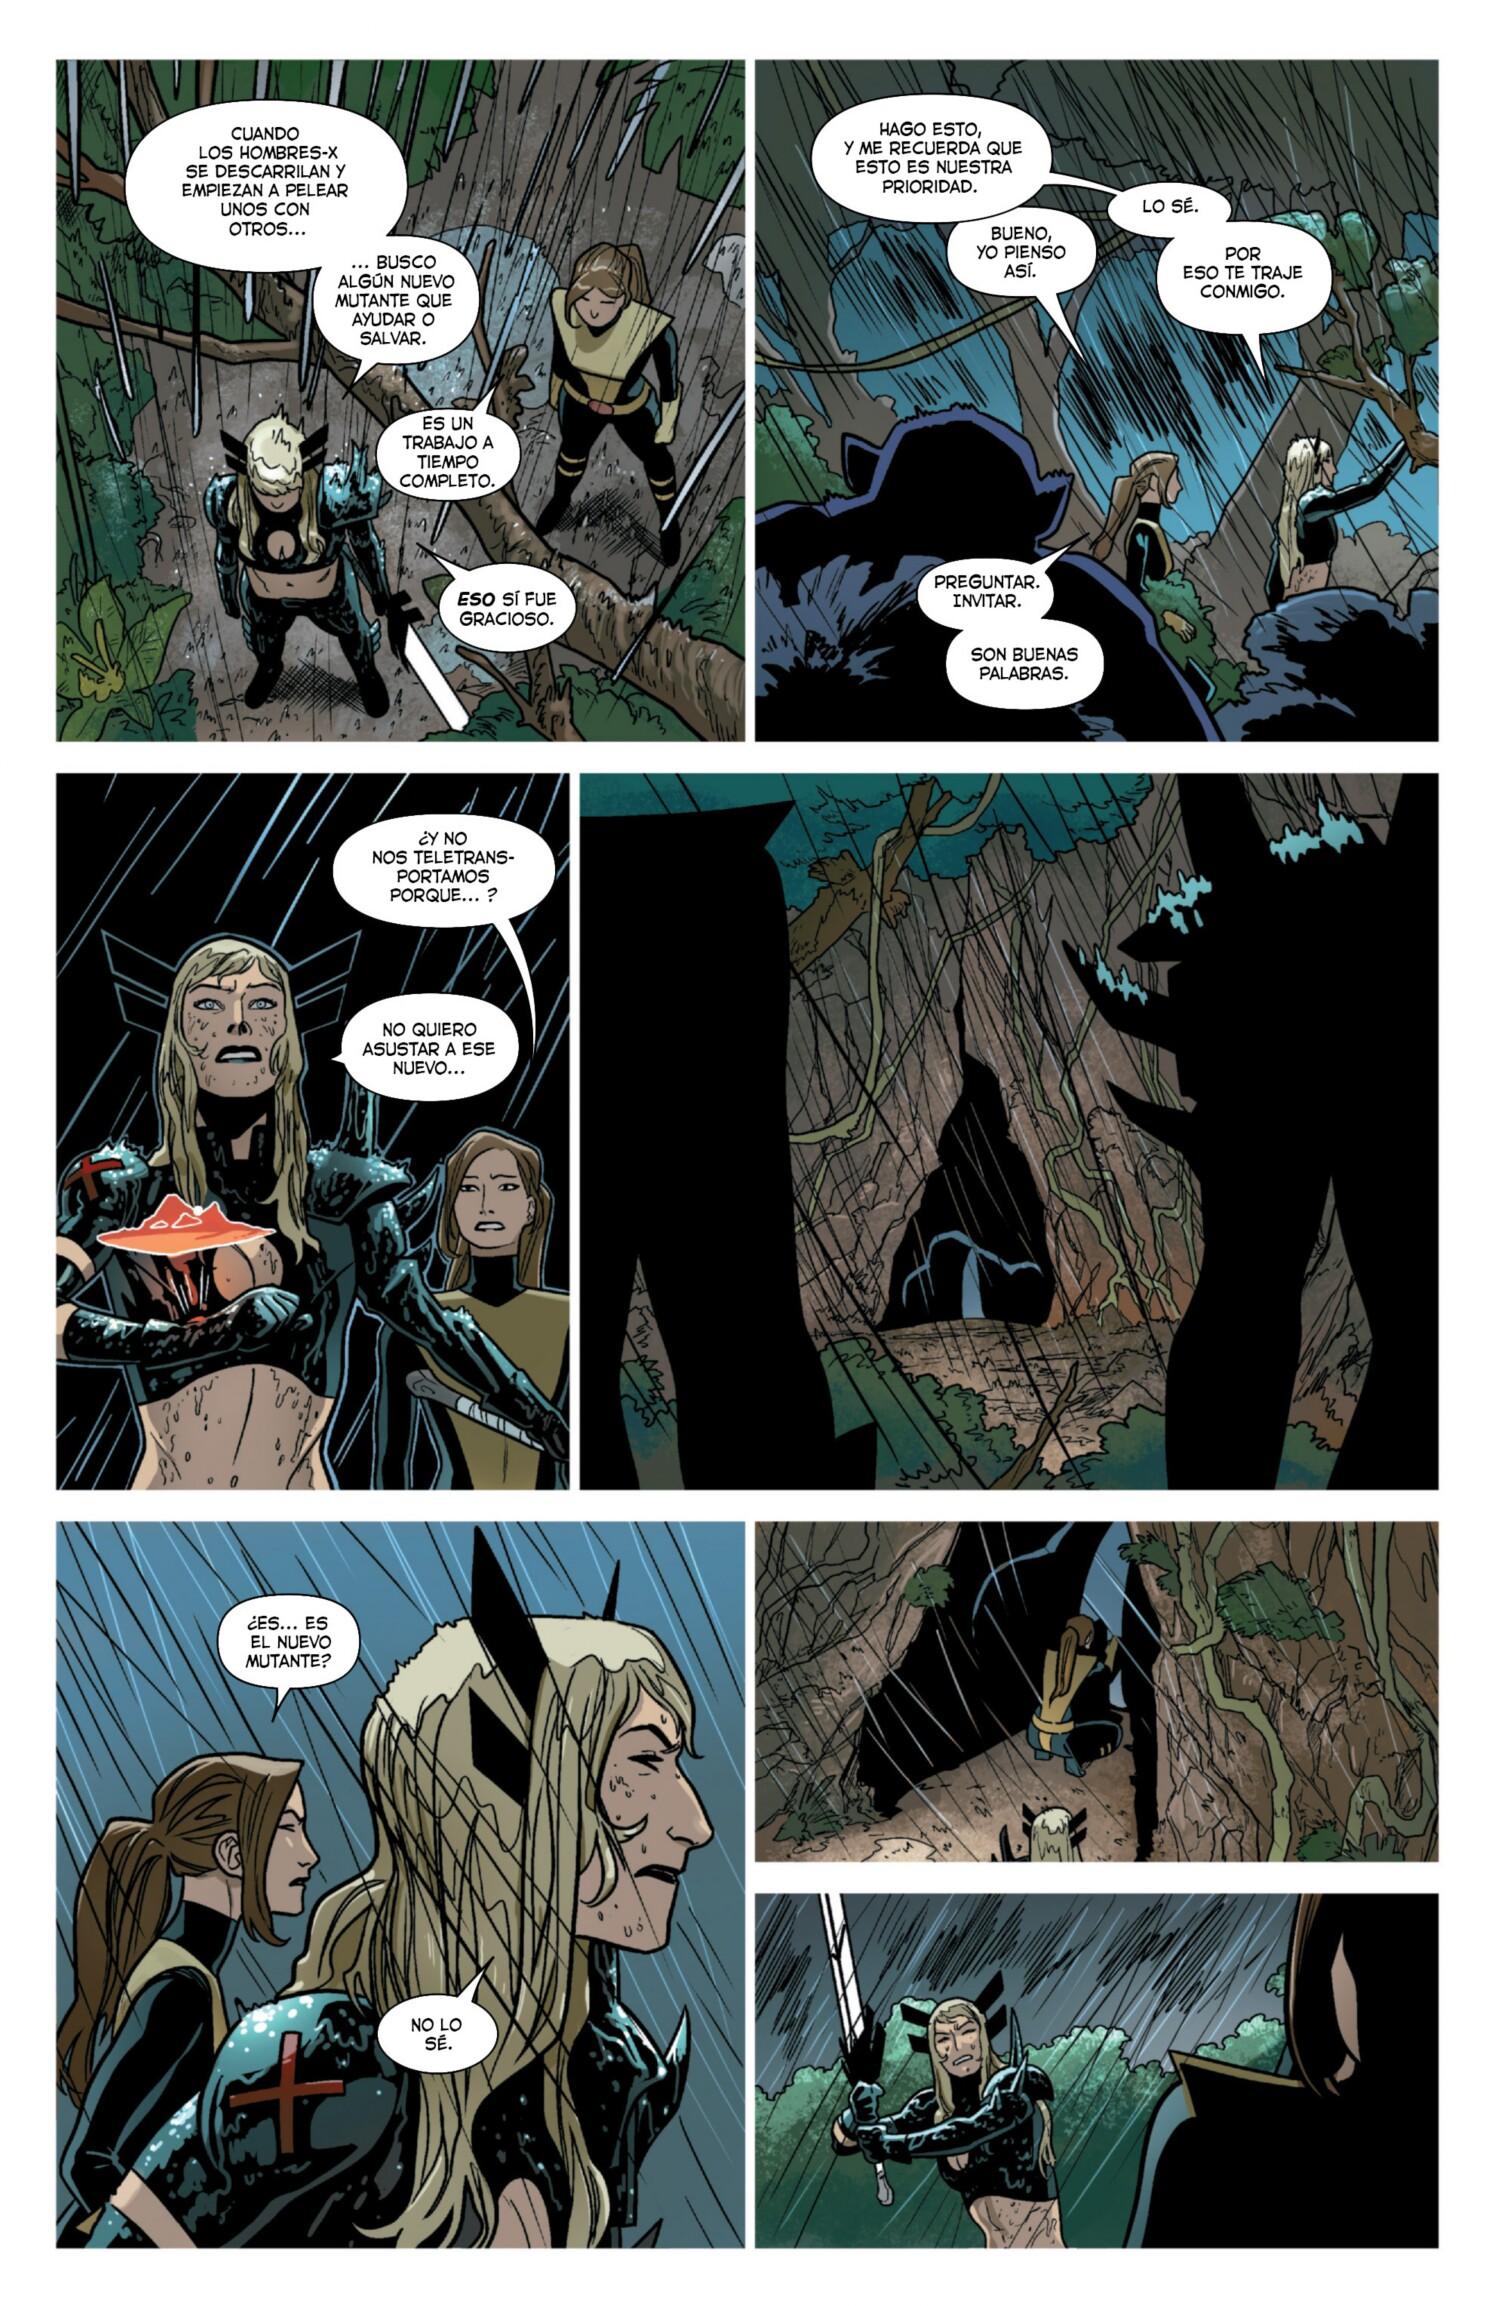 CUANDO
LOS HOMBRES-X
SE DESCARRILAN Y
EMPIEZAN A PELEAR
UNOS CON
OTROS...
... BUSCO
ALGÚN NUEVO
MUTANTE QUE
AYUDAR O
SALVAR.
ES UN
TRABAJO A
TIEMPO
COMPLETO.
ESO SÍ FUE
GRACIOSO.
HAGO ESTO,
Y ME RECUERDA QUE
ESTO ES NUESTRA
PRIORIDAD.
LO SÉ.
BUENO,
YO PIENSO
ASÍ.
POR
ESO TE TRAJE
CONMIGO.
PREGUNTAR.
INVITAR.
SON BUENAS
PALABRAS.
¿Y NO
NOS TELETRANS-
PORTAMOS
PORQUE... ?
NO QUIERO
ASUSTAR A ESE
NUEVO...
¿ES... ES
EL NUEVO
MUTANTE?
NO LO
SÉ.